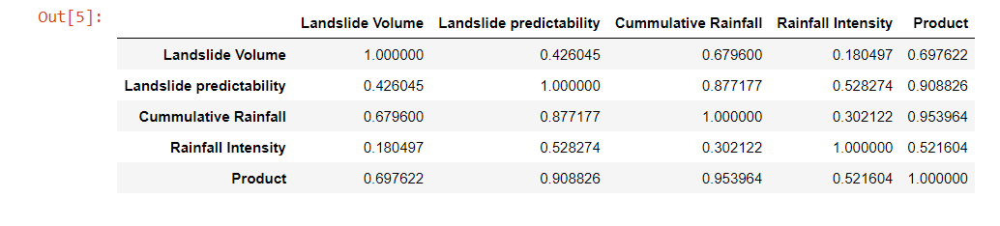 Out[5]:
Landslide Volume Landslide predictability Cummulative Rainfall Rainfall Intensity Product
Landslide Volume 1.000000 0.426045 0.679600 0.180497 0.697622
Landslide predictability 0.426045 1.000000 0.877177 0.528274 0.908826
Cummulative Rainfall 0.679600 0.877177 1.000000 0.302122 0.953964
Rainfall Intensity 0.180497 0.528274 0.302122 1.000000 0.521604
Product 0.697622 0.908826 0.953964 0.521604 1.000000